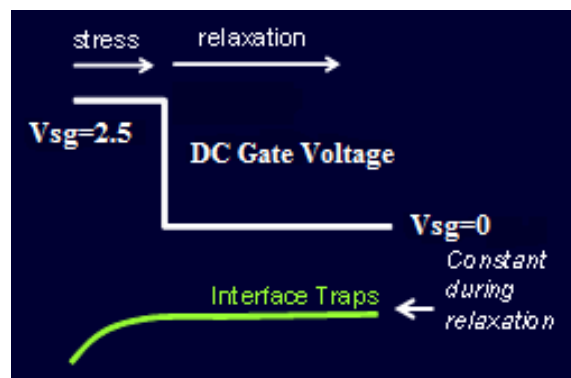 stress
relaxation
Vsg=2.5
DC Gate Voltage
Vsg=0
Constant
during
relaxation
Interface Traps